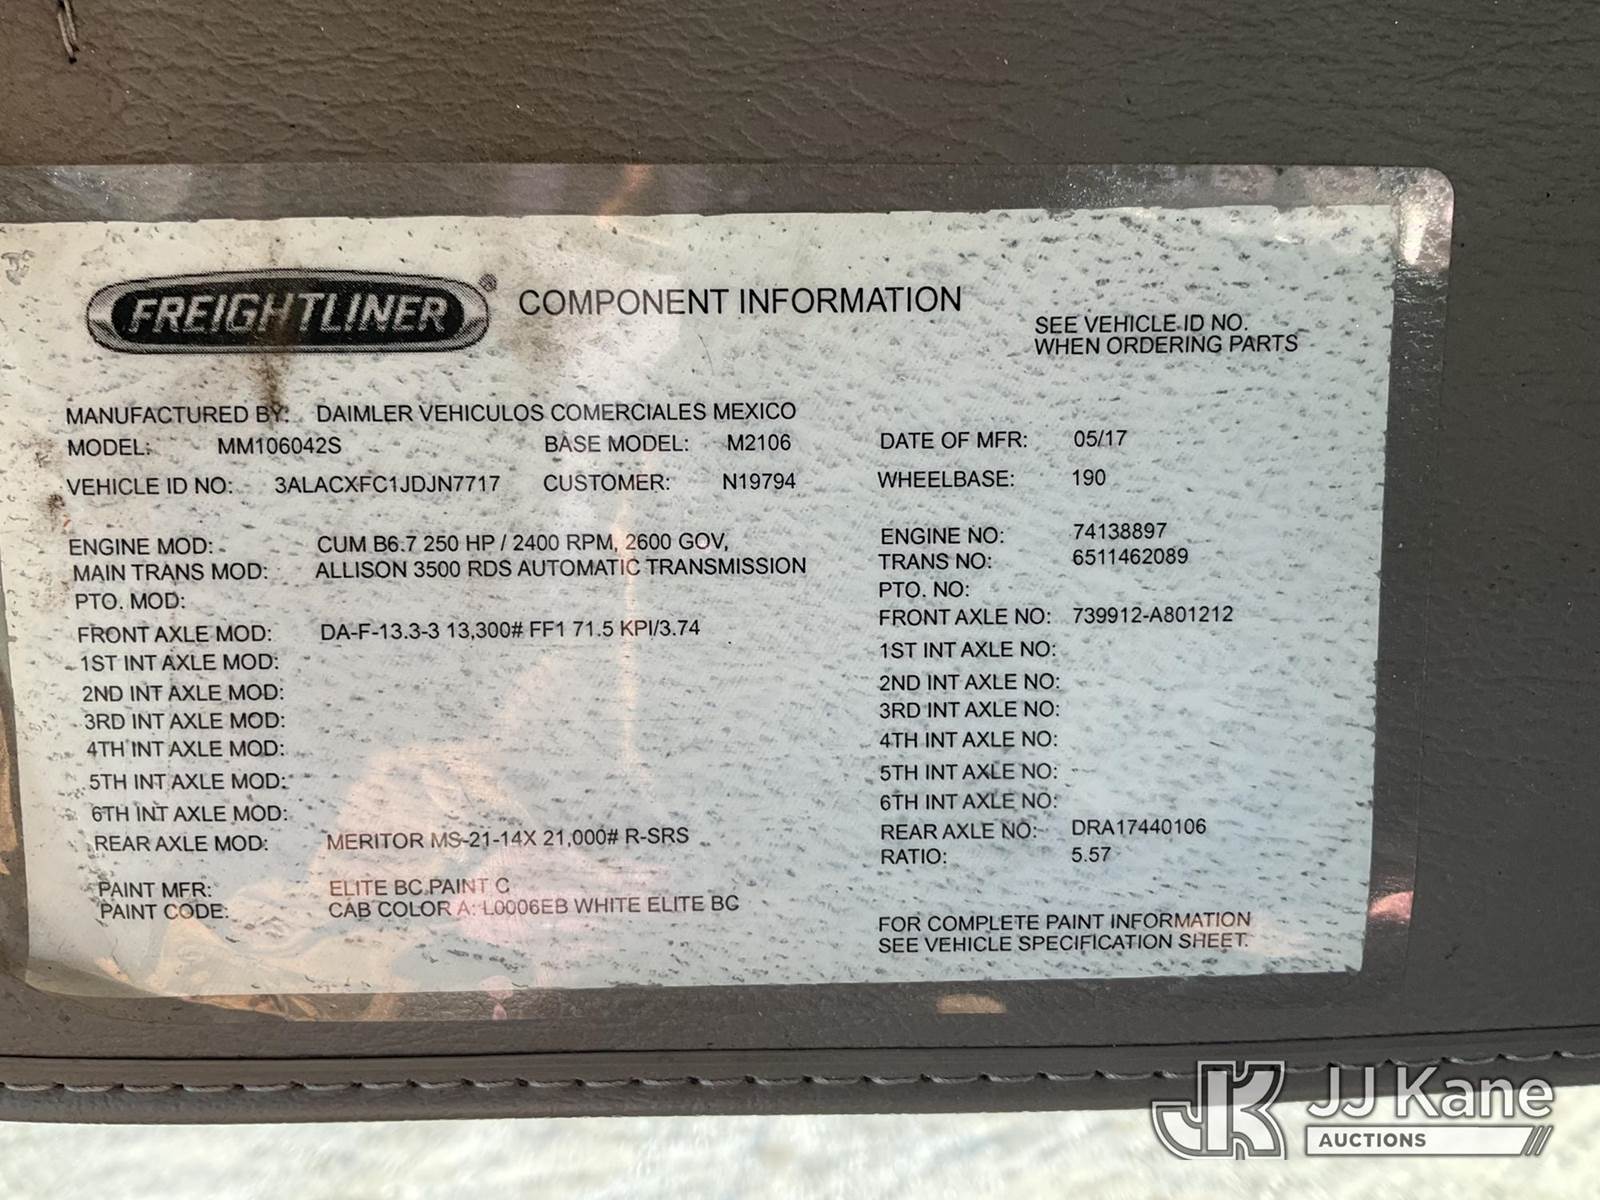 FREIGHTLINER® COMPONENT INFORMATION
SEE VEHICLE ID NO.
WHEN ORDERING PARTS
MANUFACTURED BY: DAIMLER VEHICULOS COMERCIALES MEXICO
MODEL: MM106042S BASE MODEL: M2106 DATE OF MFR: 05/17
VEHICLE ID NO: 3ALACXFC1JDJN7717 CUSTOMER: N19794 WHEELBASE: 190
ENGINE MOD: CUM B6.7 250 HP / 2400 RPM, 2600 GOV, ENGINE NO: 74138897
MAIN TRANS MOD: ALLISON 3500 RDS AUTOMATIC TRANSMISSION TRANS NO: 6511462089
PTO. MOD: PTO. NO:
FRONT AXLE MOD: DA-F-13.3-3 13,300# FF1 71.5 KPI/3.74 FRONT AXLE NO: 739912-A801212
1ST INT AXLE MOD: 1ST INT AXLE NO:
2ND INT AXLE MOD: 2ND INT AXLE NO:
3RD INT AXLE MOD: 3RD INT AXLE NO:
4TH INT AXLE MOD: 4TH INT AXLE NO:
5TH INT AXLE MOD: 5TH INT AXLE NO:
6TH INT AXLE MOD: 6TH INT AXLE NO:
REAR AXLE MOD: MERITOR MS-21-14X 21,000# R-SRS REAR AXLE NO: DRA17440106
RATIO: 5.57
PAINT MFR: ELITE BC PAINT C
PAINT CODE: CAB COLOR A: L0006EB WHITE ELITE BC
FOR COMPLETE PAINT INFORMATION
SEE VEHICLE SPECIFICATION SHEET.
JK JJ Kane
AUCTIONS